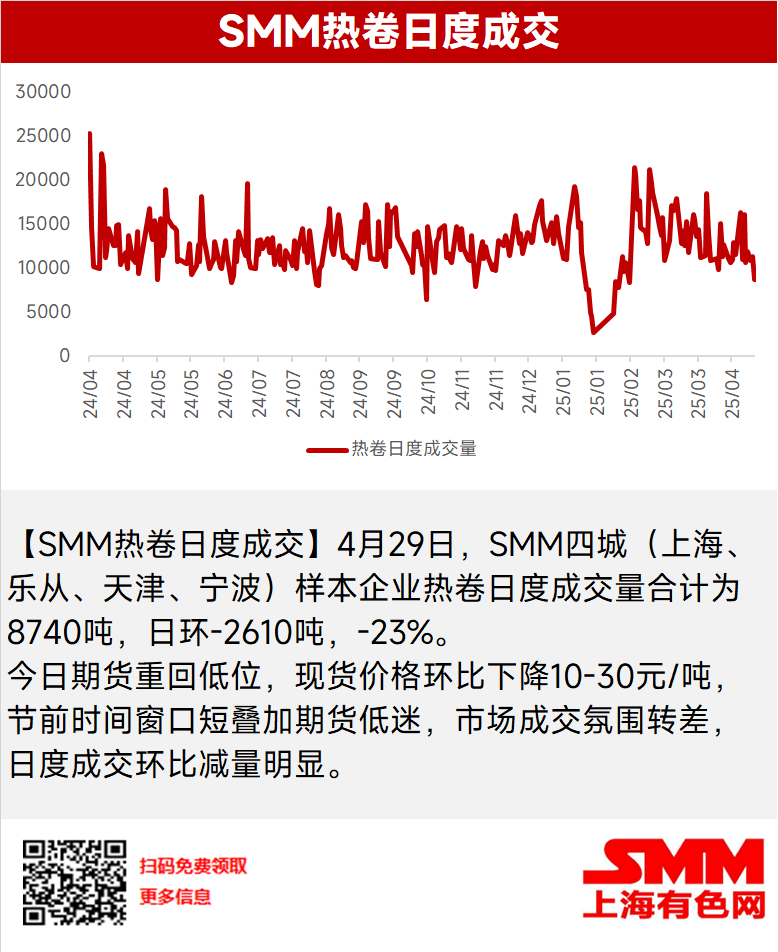 SMM热卷日度成交
30000
25000
20000
15000
10000
5000
0
24/04
24/04
24/05
24/05
24/06
24/07
24/07
24/08
24/09
24/09
24/10
24/11
24/11
24/12
25/01
25/01
25/02
25/03
25/03
25/04
热卷日度成交量
【SMM热卷日度成交】4月29日，SMM四城（上海、
乐从、天津、宁波）样本企业热卷日度成交量合计为
8740吨，日环-2610吨，-23%。
今日期货重回低位，现货价格环比下降10-30元/吨，
节前时间窗口短叠加期货低迷，市场成交氛围转差，
日度成交环比减量明显。
扫码免费领取
更多信息
SMM
上海有色网